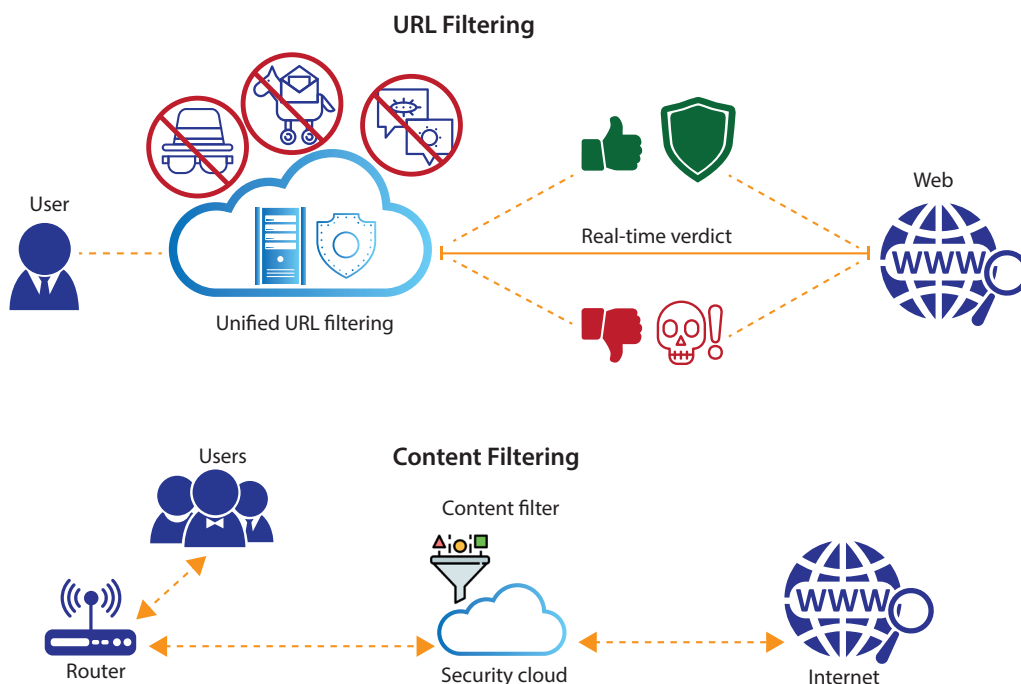 URL Filtering
User
Unified URL filtering
Real-time verdict
Web
WWW
Content Filtering
Users
Content filter
Router
Security cloud
WWW
Internet